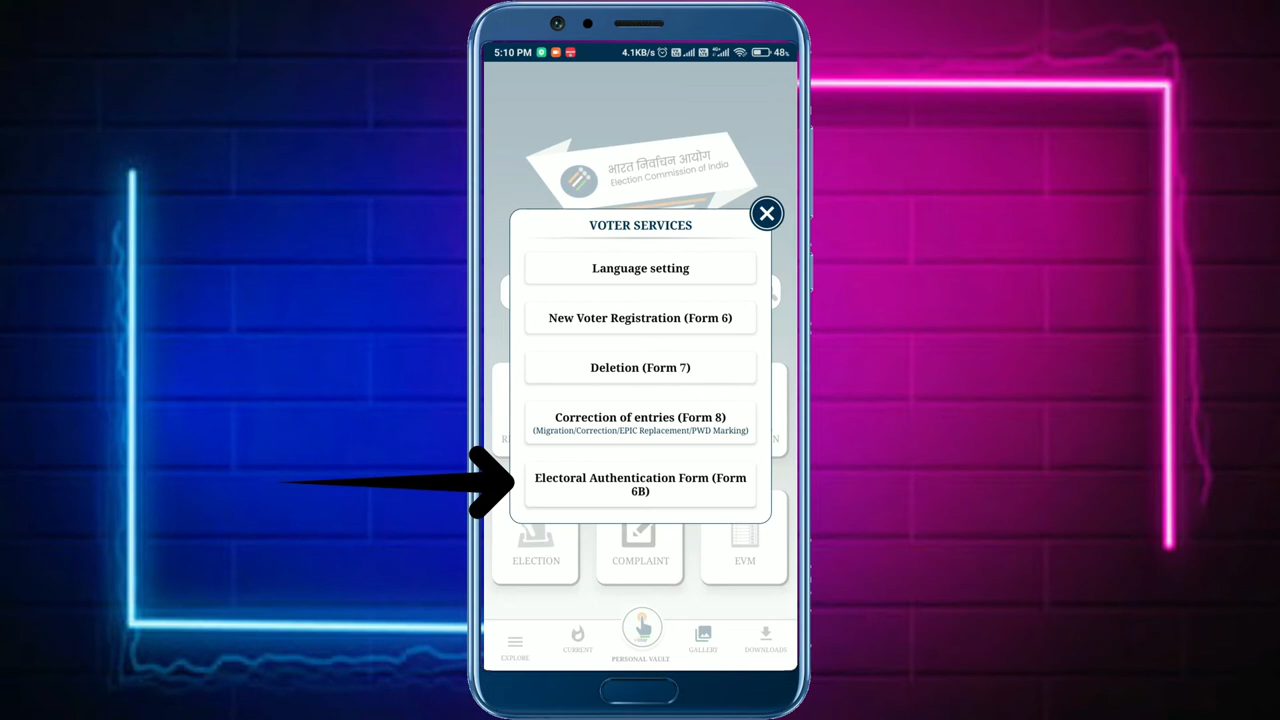 5:10 PM 4.1KB/s 48%
भारत निर्वाचन आयोग
Election Commission of India
VOTER SERVICES
Language setting
New Voter Registration (Form 6)
Deletion (Form 7)
Correction of entries (Form 8)
(Migration/Correction/EPIC Replacement/PWD Marking)
Electoral Authentication Form (Form
6B)
ELECTION COMPLAINT EVM
EXPLORE CURRENT PERSONAL VAULT GALLERY DOWNLOADS